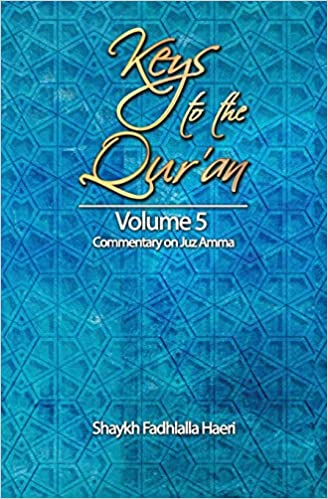 Keys
to the
Qur'an
Volume 5
Commentary on Juz Amma
Shaykh Fadhlalla Haeri